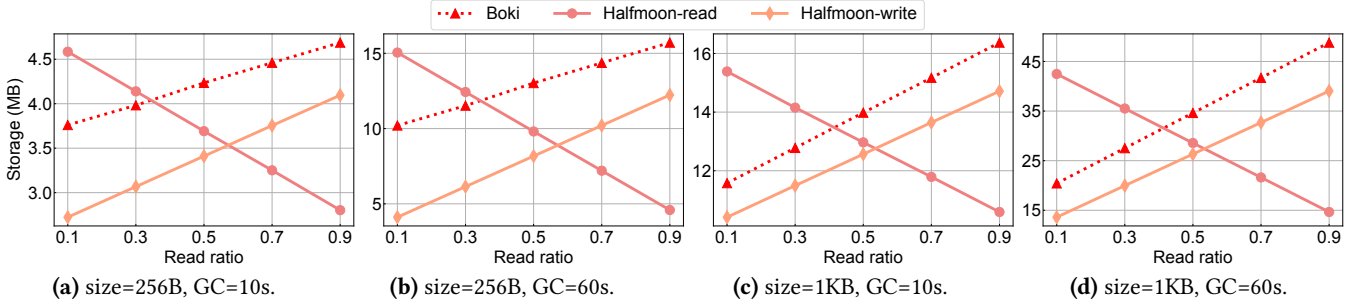 Boki Halfmoon-read Halfmoon-write
Storage (MB)
4.5
4.0
3.5
3.0
0.1 0.3 0.5 0.7 0.9
Read ratio
(a) size=256B, GC=10s.
15
10
5
0.1 0.3 0.5 0.7 0.9
Read ratio
(b) size=256B, GC=60s.
16
14
12
0.1 0.3 0.5 0.7 0.9
Read ratio
(c) size=1KB, GC=10s.
45
35
25
15
0.1 0.3 0.5 0.7 0.9
Read ratio
(d) size=1KB, GC=60s.